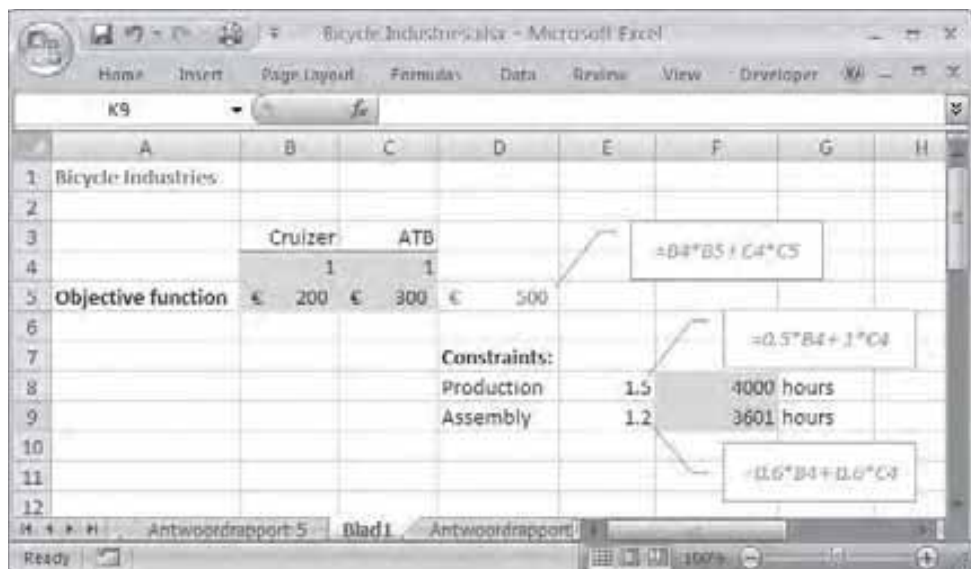 Bicycle Industries.xlsx - Microsoft Excel
Home Insert Page Layout Formulas Data Review View Developer
K9 fx
A B C D E F G H
1 Bicycle Industries
2
3 Cruizer ATB
4 1 1
=B4*B5+C4*C5
5 Objective function € 200 € 300 € 500
6
=0.5*B4+1*C4
7 Constraints:
8 Production 1.5 4000 hours
9 Assembly 1.2 3601 hours
10
=0.6*B4+0.6*C4
11
12
Antwoordrapport 5 Blad1 Antwoordrapport
Ready 100%